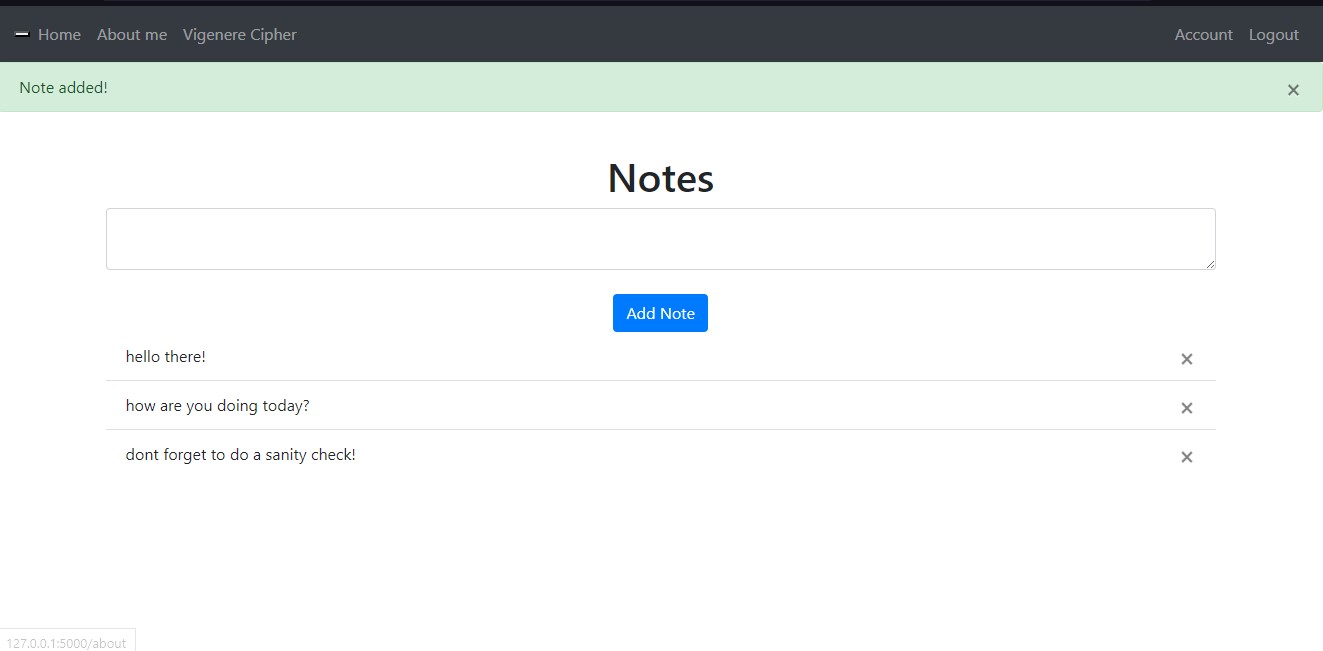 Home About me Vigenere Cipher Account Logout
Note added! ×
Notes
Add Note
hello there! ×
how are you doing today? ×
dont forget to do a sanity check! ×
127.0.0.1:5000/about